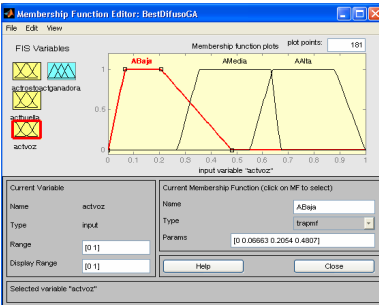 Membership Function Editor: BestDifusoGA
File Edit View
FIS Variables
Membership function plots
plot points:
181
actrostro
actganadora
acthuella
actvoz
ABaja
AMedia
AAlta
1
0.5
0
0 0.1 0.2 0.3 0.4 0.5 0.6 0.7 0.8 0.9 1
input variable "actvoz"
Current Variable
Name actvoz
Type input
Range [0 1]
Display Range [0 1]
Current Membership Function (click on MF to select)
Name ABaja
Type trapmf
Params [0 0.06663 0.2054 0.4807]
Help Close
Selected variable "actvoz"